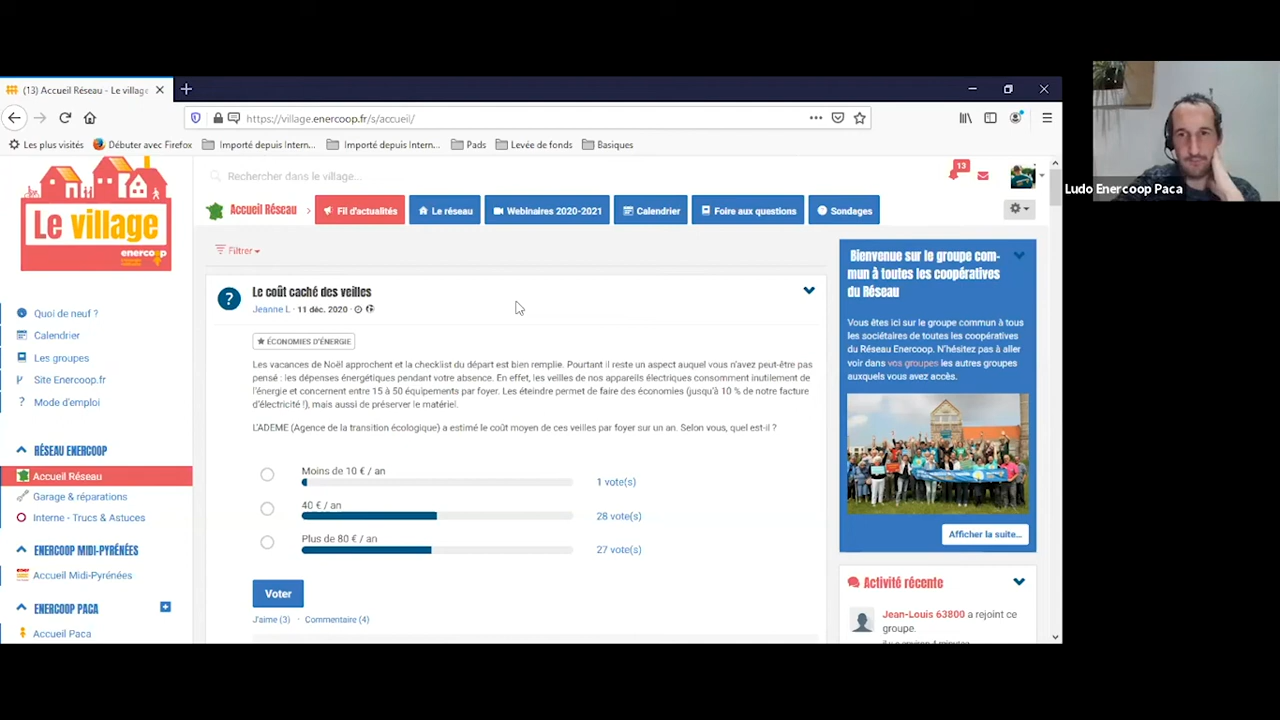 (13) Accueil Réseau - Le village
https://village.enercoop.fr/s/accueil/
Les plus visités
Débuter avec Firefox
Importé depuis Intern...
Importé depuis Intern...
Pads
Levée de fonds
Basiques
Le village
enercoop
Rechercher dans le village...
13
Accueil Réseau
Fil d'actualités
Le réseau
Webinaires 2020-2021
Calendrier
Foire aux questions
Sondages
Filtrer
Quoi de neuf ?
Calendrier
Les groupes
Site Enercoop.fr
Mode d'emploi
RÉSEAU ENERCOOP
Accueil Réseau
Garage & réparations
Interne - Trucs & Astuces
ENERCOOP MIDI-PYRÉNÉES
Accueil Midi-Pyrénées
ENERCOOP PACA
Accueil Paca
Le coût caché des veilles
Jeanne L · 11 déc. 2020 ·
ÉCONOMIES D'ÉNERGIE
Les vacances de Noël approchent et la checklist du départ est bien remplie. Pourtant il reste un aspect auquel vous n'avez peut-être pas
pensé : les dépenses énergétiques pendant votre absence. En effet, les veilles de nos appareils électriques consomment inutilement de
l'énergie et concernent entre 15 à 50 équipements par foyer. Les éteindre permet de faire des économies (jusqu'à 10 % de notre facture
d'électricité !), mais aussi de préserver le matériel.
L'ADEME (Agence de la transition écologique) a estimé le coût moyen de ces veilles par foyer sur un an. Selon vous, quel est-il ?
Moins de 10 € / an
1 vote(s)
40 € / an
28 vote(s)
Plus de 80 € / an
27 vote(s)
Voter
J'aime (3) · Commentaire (4)
Bienvenue sur le groupe com-
mun à toutes les coopératives
du Réseau
Vous êtes ici sur le groupe commun à tous
les sociétaires de toutes les coopératives
du Réseau Enercoop. N'hésitez pas à aller
voir dans vos groupes les autres groupes
auxquels vous avez accès.
Afficher la suite...
Activité récente
Jean-Louis 63800 a rejoint ce
groupe.
il y a environ 4 minutes
Ludo Enercoop Paca